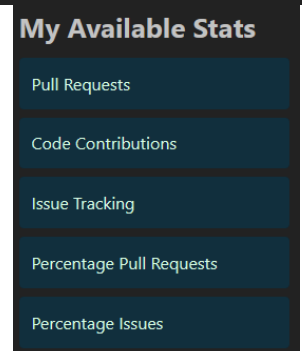 My Available Stats
Pull Requests
Code Contributions
Issue Tracking
Percentage Pull Requests
Percentage Issues